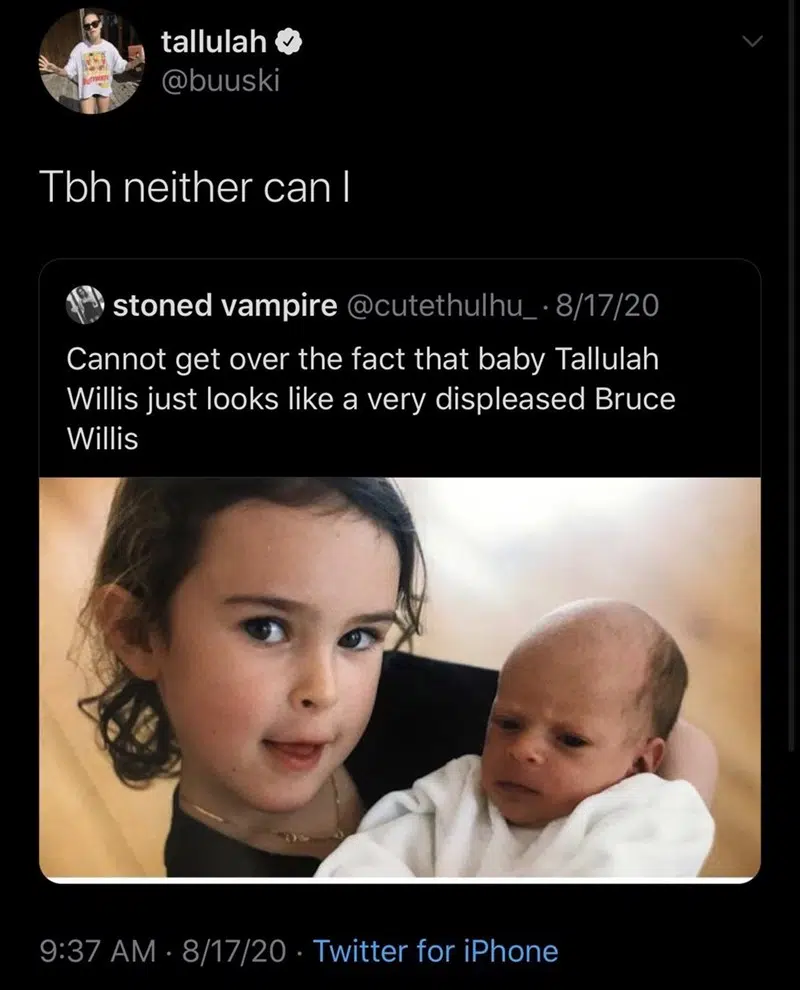 tallulah
@buuski
Tbh neither can I
stoned vampire @cutethulhu_ · 8/17/20
Cannot get over the fact that baby Tallulah
Willis just looks like a very displeased Bruce
Willis
9:37 AM · 8/17/20 · Twitter for iPhone